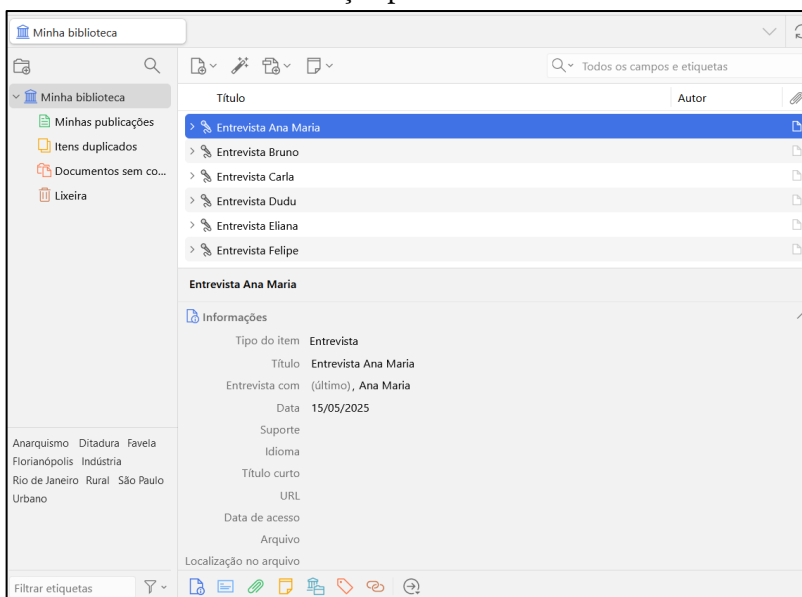 Minha biblioteca
Todos os campos e etiquetas
Minha biblioteca
Minhas publicações
Itens duplicados
Documentos sem co...
Lixeira
Título
Autor
Entrevista Ana Maria
Entrevista Bruno
Entrevista Carla
Entrevista Dudu
Entrevista Eliana
Entrevista Felipe
Entrevista Ana Maria
Informações
Tipo do item Entrevista
Título Entrevista Ana Maria
Entrevista com (último), Ana Maria
Data 15/05/2025
Suporte
Idioma
Título curto
URL
Data de acesso
Arquivo
Localização no arquivo
Anarquismo Ditadura Favela
Florianópolis Indústria
Rio de Janeiro Rural São Paulo
Urbano
Filtrar etiquetas